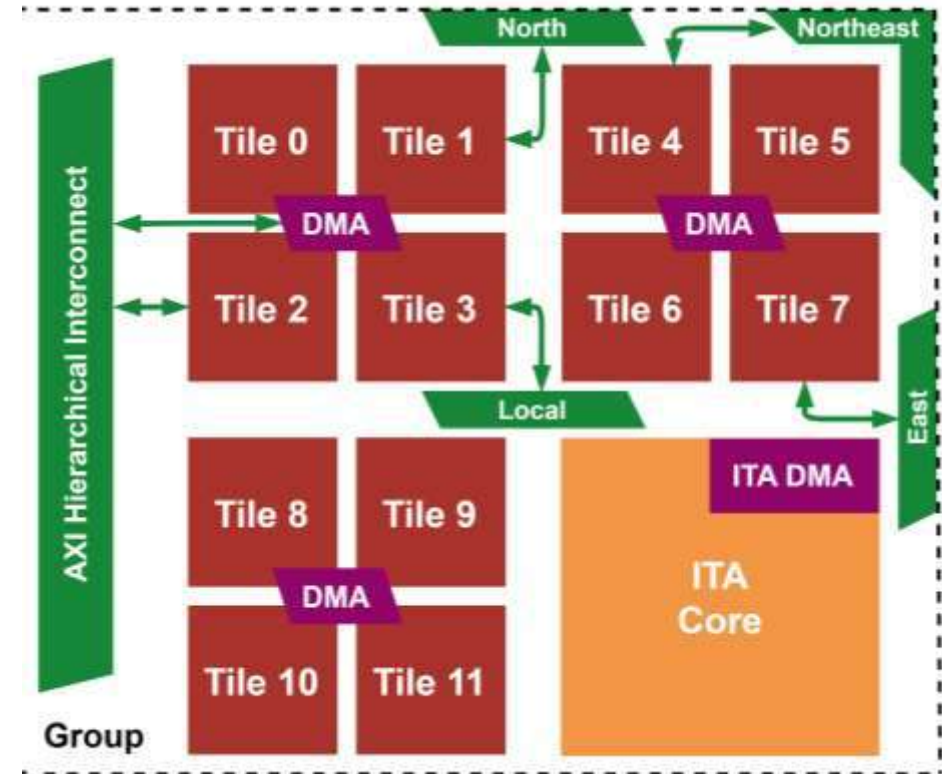 North
Northeast
AXI Hierarchical Interconnect
Tile 0
Tile 1
Tile 4
Tile 5
DMA
DMA
Tile 2
Tile 3
Tile 6
Tile 7
Local
East
Tile 8
Tile 9
ITA DMA
DMA
ITA
Core
Tile 10
Tile 11
Group